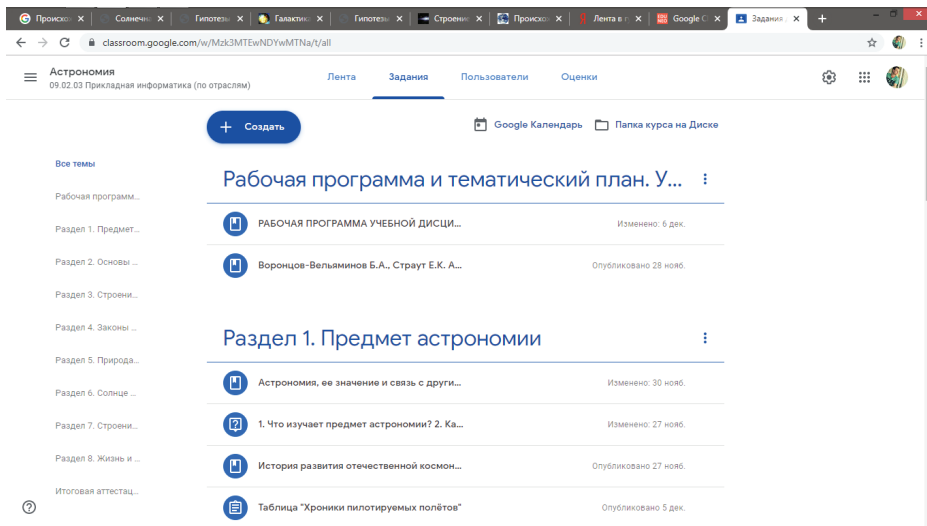 Происхож
Солнечна
Гипотезы
Галактика
Гипотезы
Строение
Происхож
Лента в п
Google C
Задания
classroom.google.com/w/Mzk3MTEwNDYwMTNa/t/all
Астрономия
09.02.03 Прикладная информатика (по отраслям)
Лента
Задания
Пользователи
Оценки
Создать
Google Календарь
Папка курса на Диске
Все темы
Рабочая программ...
Раздел 1. Предмет...
Раздел 2. Основы ...
Раздел 3. Строени...
Раздел 4. Законы ...
Раздел 5. Природа...
Раздел 6. Солнце ...
Раздел 7. Строени...
Раздел 8. Жизнь и ...
Итоговая аттестац...
Рабочая программа и тематический план. У...
РАБОЧАЯ ПРОГРАММА УЧЕБНОЙ ДИСЦИ...
Изменено: 6 дек.
Воронцов-Вельяминов Б.А., Страут Е.К. А...
Опубликовано 28 нояб.
Раздел 1. Предмет астрономии
Астрономия, ее значение и связь с други...
Изменено: 30 нояб.
1. Что изучает предмет астрономии? 2. Ка...
Изменено: 27 нояб.
История развития отечественной космон...
Опубликовано 27 нояб.
Таблица "Хроники пилотируемых полётов"
Опубликовано 5 дек.